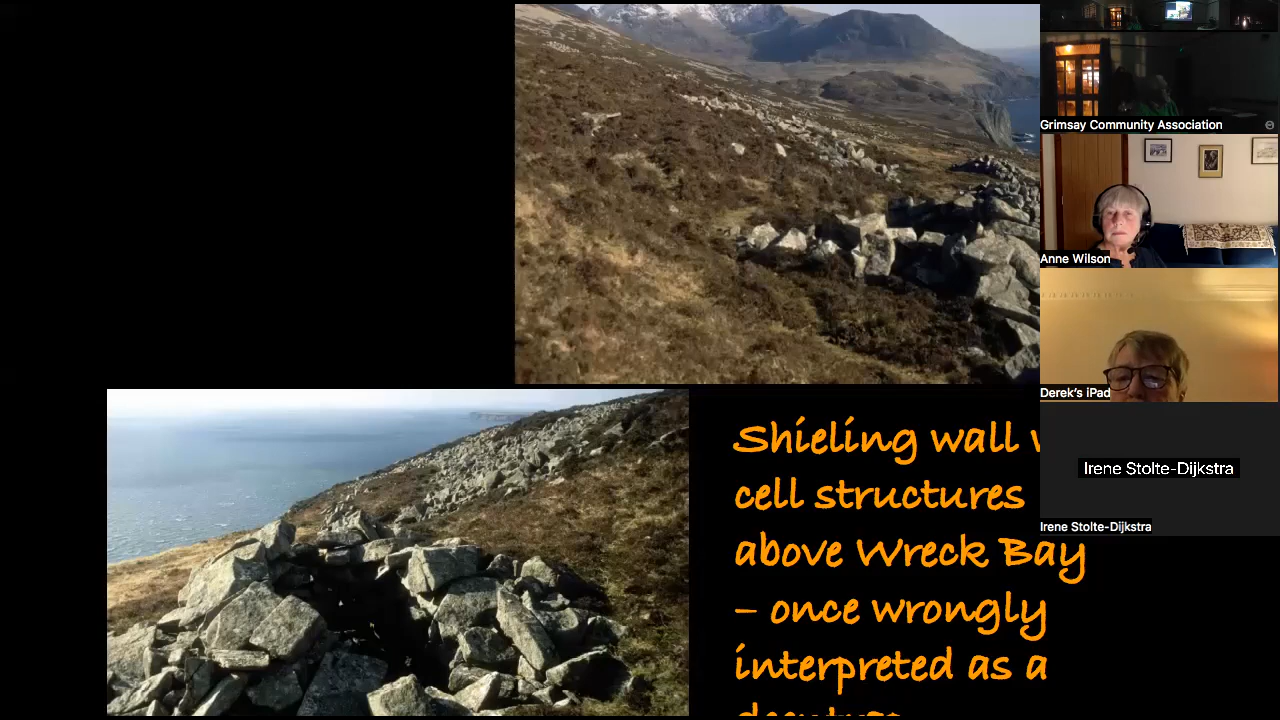 Grimsay Community Association
Anne Wilson
Derek's iPad
Irene Stolte-Dijkstra
Irene Stolte-Dijkstra
Shieling wall
cell structures
above Wreck Bay
– once wrongly
interpreted as a